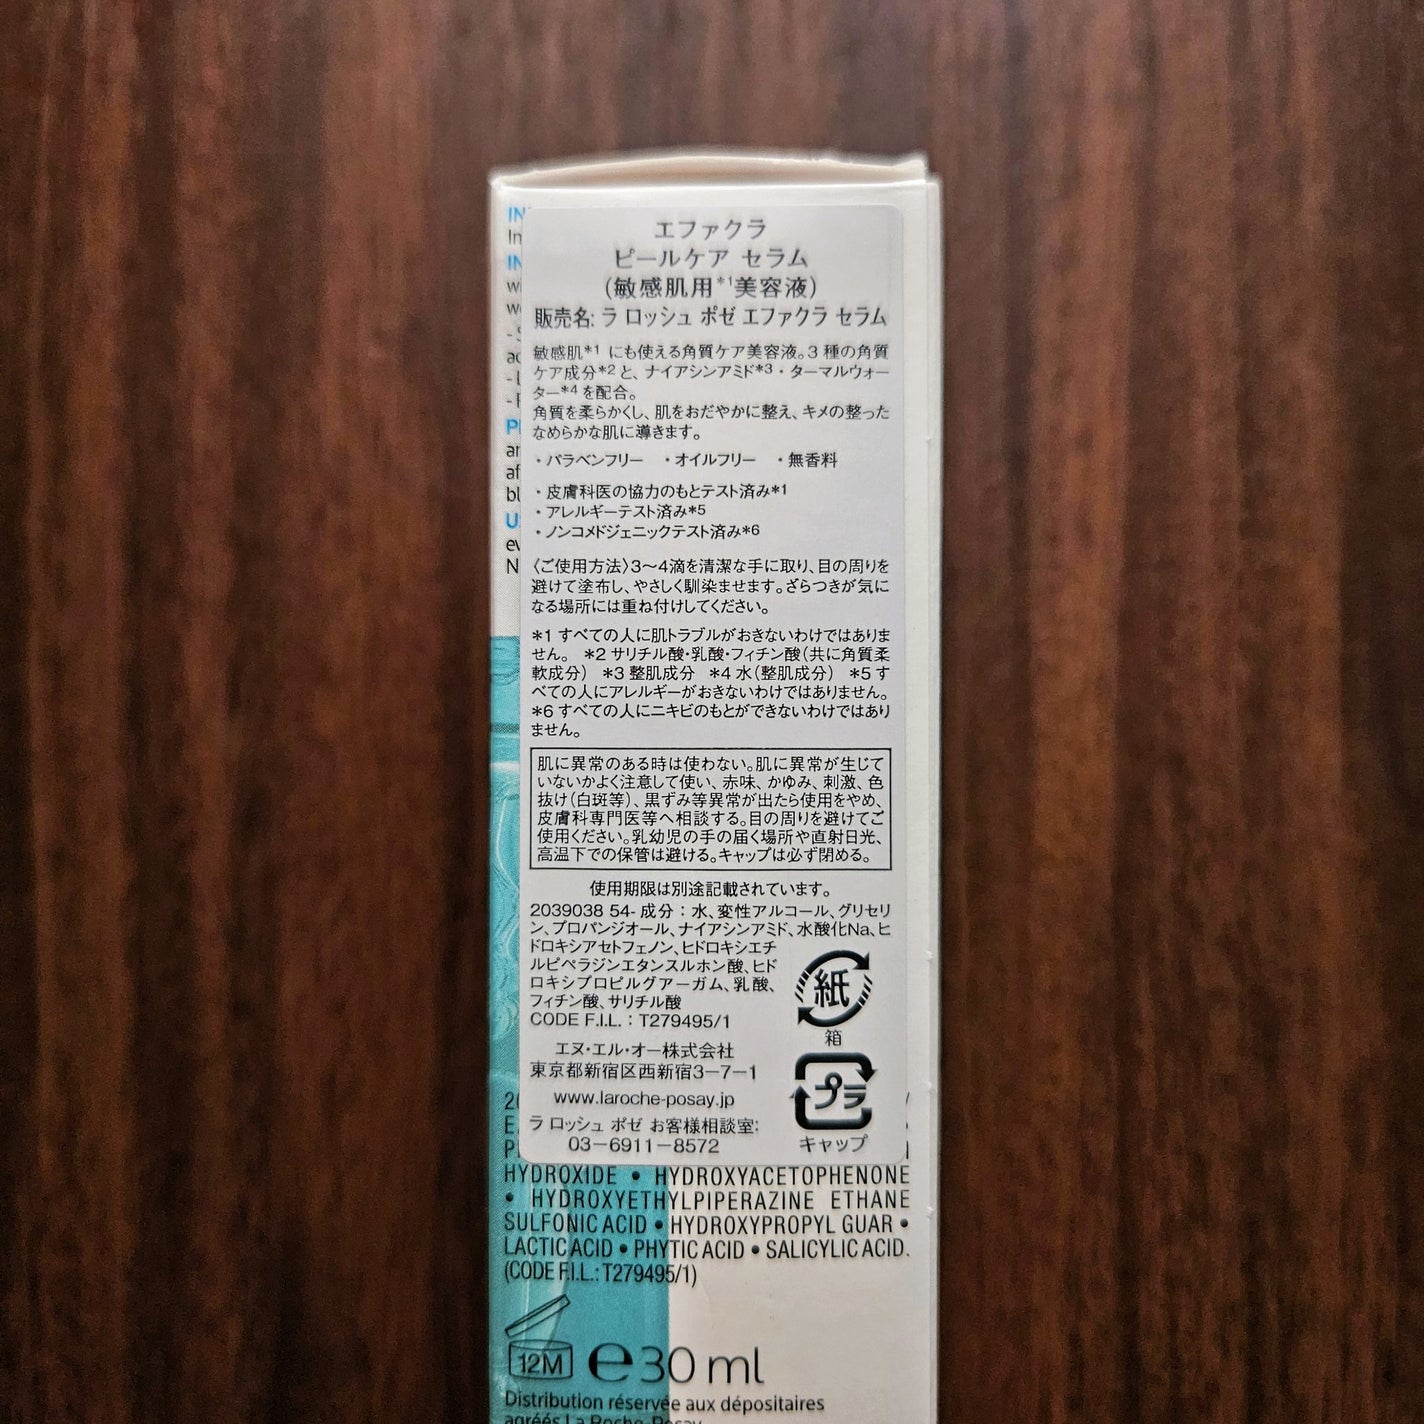 エファクラ
ピールケア セラム
(敏感肌用*1美容液)
販売名: ラ ロッシュ ポゼ エファクラ セラム
敏感肌*1 にも使える角質ケア美容液。3 種の角質
ケア成分*2 と、ナイアシンアミド*3・ターマルウォー
ター*4 を配合。
角質を柔らかくし、肌をおだやかに整え、キメの整った
なめらかな肌に導きます。
・パラベンフリー ・オイルフリー ・無香料
・皮膚科医の協力のもとテスト済み*1
・アレルギーテスト済み*5
・ノンコメドジェニックテスト済み*6
〈ご使用方法〉3〜4滴を清潔な手に取り、目の周りを
避けて塗布し、やさしく馴染ませます。ざらつきが気に
なる場所には重ね付けしてください。
*1 すべての人に肌トラブルがおきないわけではありま
せん。 *2 サリチル酸・乳酸・フィチン酸(共に角質柔
軟成分) *3 整肌成分 *4 水(整肌成分) *5 す
べての人にアレルギーがおきないわけではありません。
*6 すべての人にニキビのもとができないわけではあり
ません。
肌に異常のある時は使わない。肌に異常が生じて
いないかよく注意して使い、赤味、かゆみ、刺激、色
抜け(白斑等)、黒ずみ等異常が出たら使用をやめ、
皮膚科専門医等へ相談する。目の周りを避けてご
使用ください。乳幼児の手の届く場所や直射日光、
高温下での保管は避ける。キャップは必ず閉める。
使用期限は別途記載されています。
2039038 54- 成分：水、変性アルコール、グリセリ
ン、プロパンジオール、ナイアシンアミド、水酸化Na、ヒ
ドロキシアセトフェノン、ヒドロキシエチ
ルピペラジンエタンスルホン酸、ヒド
ロキシプロピルグアーガム、乳酸、
フィチン酸、サリチル酸
CODE F.I.L.：T279495/1
紙
箱
エヌ・エル・オー株式会社
東京都新宿区西新宿3-7-1
www.laroche-posay.jp
ラ ロッシュ ポゼ お客様相談室:
03-6911-8572
プラ
キャップ
HYDROXIDE • HYDROXYACETOPHENONE
• HYDROXYETHYLPIPERAZINE ETHANE
SULFONIC ACID • HYDROXYPROPYL GUAR •
LACTIC ACID • PHYTIC ACID • SALICYLIC ACID.
(CODE F.I.L.: T279495/1)
12M ℮30 ml
Distribution réservée aux dépositaires
agréés La Roche-Posay